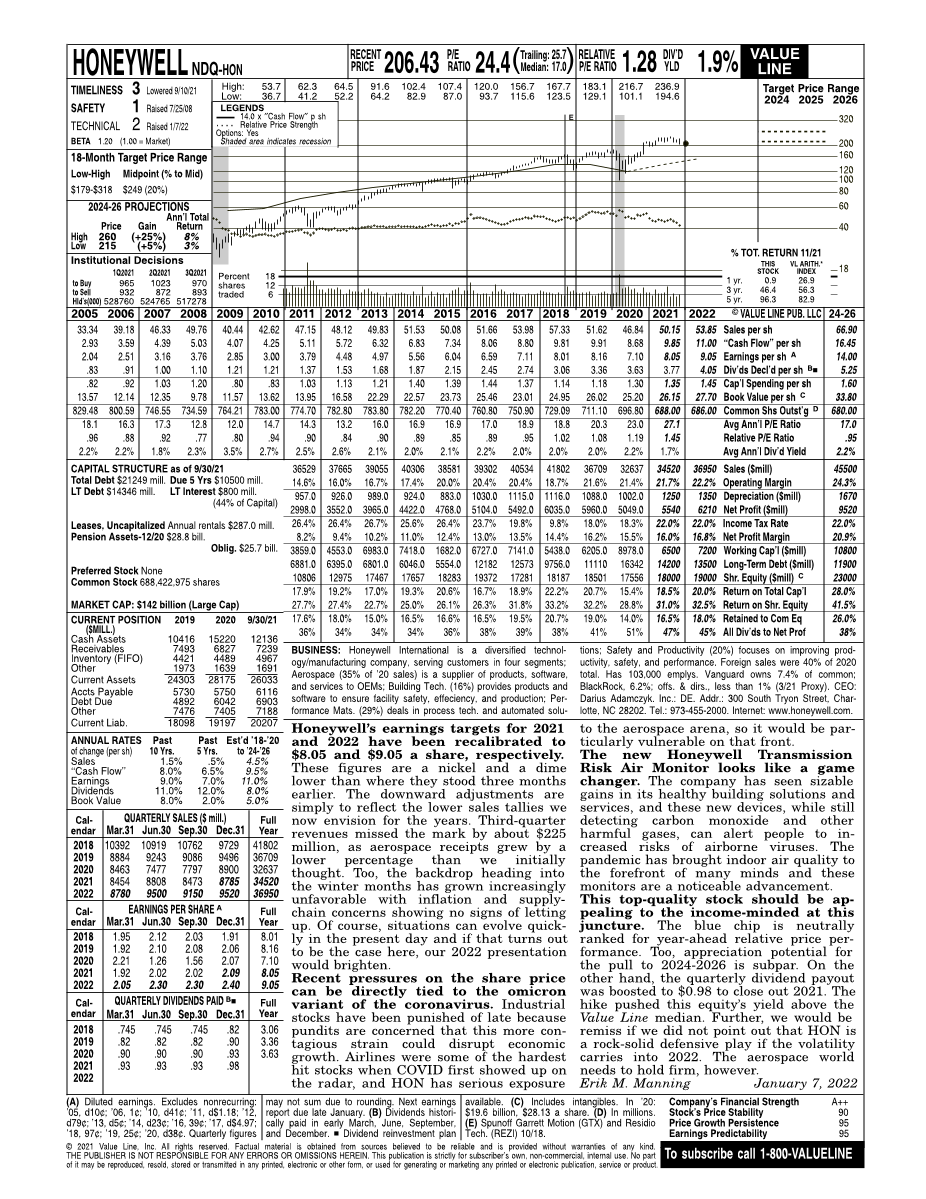 HONEYWELL NDQ-HON
RECENT PRICE 206.43 P/E RATIO 24.4 (Trailing: 25.7 Median: 17.0) RELATIVE P/E RATIO 1.28 DIV'D YLD 1.9% VALUE LINE
TIMELINESS 3 Lowered 9/10/21
SAFETY 1 Raised 7/25/08
TECHNICAL 2 Raised 1/7/22
BETA 1.20 (1.00 = Market)
18-Month Target Price Range
Low-High Midpoint (% to Mid)
$179-$318 $249 (20%)
2024-26 PROJECTIONS
Ann'l Total
Price Gain Return
High 260 (+25%) 8%
Low 215 (+5%) 3%
Institutional Decisions
1Q2021 2Q2021 3Q2021
to Buy 965 1023 970
to Sell 932 872 893
Hld's(000) 528760 524765 517278
High: 53.7 62.3 64.5 91.6 102.4 107.4 120.0 156.7 167.7 183.1 216.7 236.9
Low: 36.7 41.2 52.2 64.2 82.9 87.0 93.7 115.6 123.5 129.1 101.1 194.6
LEGENDS
14.0 x "Cash Flow" p sh
Relative Price Strength
Options: Yes
Shaded area indicates recession
E
Target Price Range
2024 2025 2026
320
200
160
120
100
80
60
40
18
Percent shares traded
18
12
6
% TOT. RETURN 11/21
THIS STOCK VL ARITH.* INDEX
1 yr. 0.9 26.9
3 yr. 46.4 56.3
5 yr. 96.3 82.9
2005 2006 2007 2008 2009 2010 2011 2012 2013 2014 2015 2016 2017 2018 2019 2020 2021 2022 © VALUE LINE PUB. LLC 24-26
33.34 39.18 46.33 49.76 40.44 42.62 47.15 48.12 49.83 51.53 50.08 51.66 53.98 57.33 51.62 46.84 50.15 53.85 Sales per sh 66.90
2.93 3.59 4.39 5.03 4.07 4.25 5.11 5.72 6.32 6.83 7.34 8.06 8.80 9.81 9.91 8.68 9.85 11.00 "Cash Flow" per sh 16.45
2.04 2.51 3.16 3.76 2.85 3.00 3.79 4.48 4.97 5.56 6.04 6.59 7.11 8.01 8.16 7.10 8.05 9.05 Earnings per sh A 14.00
.83 .91 1.00 1.10 1.21 1.21 1.37 1.53 1.68 1.87 2.15 2.45 2.74 3.06 3.36 3.63 3.77 4.05 Div'ds Decl'd per sh B■ 5.25
.82 .92 1.03 1.20 .80 .83 1.03 1.13 1.21 1.40 1.39 1.44 1.37 1.14 1.18 1.30 1.35 1.45 Cap'l Spending per sh 1.60
13.57 12.14 12.35 9.78 11.57 13.62 13.95 16.58 22.29 22.57 23.73 25.46 23.01 24.95 26.02 25.20 26.15 27.70 Book Value per sh C 33.80
829.48 800.59 746.55 734.59 764.21 783.00 774.70 782.80 783.80 782.20 770.40 760.80 750.90 729.09 711.10 696.80 688.00 686.00 Common Shs Outst'g D 680.00
18.1 16.3 17.3 12.8 12.0 14.7 14.3 13.2 16.0 16.9 16.9 17.0 18.9 18.8 20.3 23.0 27.1 Avg Ann'l P/E Ratio 17.0
.96 .88 .92 .77 .80 .94 .90 .84 .90 .89 .85 .89 .95 1.02 1.08 1.19 1.45 Relative P/E Ratio .95
2.2% 2.2% 1.8% 2.3% 3.5% 2.7% 2.5% 2.6% 2.1% 2.0% 2.1% 2.2% 2.0% 2.0% 2.0% 2.2% 1.7% Avg Ann'l Div'd Yield 2.2%
CAPITAL STRUCTURE as of 9/30/21
Total Debt $21249 mill. Due 5 Yrs $10500 mill.
LT Debt $14346 mill. LT Interest $800 mill.
(44% of Capital)
Leases, Uncapitalized Annual rentals $287.0 mill.
Pension Assets-12/20 $28.8 bill.
Oblig. $25.7 bill.
Preferred Stock None
Common Stock 688,422,975 shares
MARKET CAP: $142 billion (Large Cap)
36529 37665 39055 40306 38581 39302 40534 41802 36709 32637 34520 36950 Sales ($mill) 45500
14.6% 16.0% 16.7% 17.4% 20.0% 20.4% 20.4% 18.7% 21.6% 21.4% 21.7% 22.2% Operating Margin 24.3%
957.0 926.0 989.0 924.0 883.0 1030.0 1115.0 1116.0 1088.0 1002.0 1250 1350 Depreciation ($mill) 1670
2998.0 3552.0 3965.0 4422.0 4768.0 5104.0 5492.0 6035.0 5960.0 5049.0 5540 6210 Net Profit ($mill) 9520
26.4% 26.4% 26.7% 25.6% 26.4% 23.7% 19.8% 9.8% 18.0% 18.3% 22.0% 22.0% Income Tax Rate 22.0%
8.2% 9.4% 10.2% 11.0% 12.4% 13.0% 13.5% 14.4% 16.2% 15.5% 16.0% 16.8% Net Profit Margin 20.9%
3859.0 4553.0 6983.0 7418.0 1682.0 6727.0 7141.0 5438.0 6205.0 8978.0 6500 7200 Working Cap'l ($mill) 10800
6881.0 6395.0 6801.0 6046.0 5554.0 12182 12573 9756.0 11110 16342 14200 13500 Long-Term Debt ($mill) 11900
10806 12975 17467 17657 18283 19372 17281 18187 18501 17556 18000 19000 Shr. Equity ($mill) C 23000
17.9% 19.2% 17.0% 19.3% 20.6% 16.7% 18.9% 22.2% 20.7% 15.4% 18.5% 20.0% Return on Total Cap'l 28.0%
27.7% 27.4% 22.7% 25.0% 26.1% 26.3% 31.8% 33.2% 32.2% 28.8% 31.0% 32.5% Return on Shr. Equity 41.5%
17.6% 18.0% 15.0% 16.5% 16.6% 16.5% 19.5% 20.7% 19.0% 14.0% 16.5% 18.0% Retained to Com Eq 26.0%
36% 34% 34% 34% 36% 38% 39% 38% 41% 51% 47% 45% All Div'ds to Net Prof 38%
CURRENT POSITION 2019 2020 9/30/21
($MILL.)
Cash Assets 10416 15220 12136
Receivables 7493 6827 7239
Inventory (FIFO) 4421 4489 4967
Other 1973 1639 1691
Current Assets 24303 28175 26033
Accts Payable 5730 5750 6116
Debt Due 4892 6042 6903
Other 7476 7405 7188
Current Liab. 18098 19197 20207
ANNUAL RATES Past Past Est'd '18-'20
of change (per sh) 10 Yrs. 5 Yrs. to '24-'26
Sales 1.5% .5% 4.5%
"Cash Flow" 8.0% 6.5% 9.5%
Earnings 9.0% 7.0% 11.0%
Dividends 11.0% 12.0% 8.0%
Book Value 8.0% 2.0% 5.0%
Cal-endar QUARTERLY SALES ($ mill.) Full Year
Mar.31 Jun.30 Sep.30 Dec.31
2018 10392 10919 10762 9729 41802
2019 8884 9243 9086 9496 36709
2020 8463 7477 7797 8900 32637
2021 8454 8808 8473 8785 34520
2022 8780 9500 9150 9520 36950
Cal-endar EARNINGS PER SHARE A Full Year
Mar.31 Jun.30 Sep.30 Dec.31
2018 1.95 2.12 2.03 1.91 8.01
2019 1.92 2.10 2.08 2.06 8.16
2020 2.21 1.26 1.56 2.07 7.10
2021 1.92 2.02 2.02 2.09 8.05
2022 2.05 2.30 2.30 2.40 9.05
Cal-endar QUARTERLY DIVIDENDS PAID B■ Full Year
Mar.31 Jun.30 Sep.30 Dec.31
2018 .745 .745 .745 .82 3.06
2019 .82 .82 .82 .90 3.36
2020 .90 .90 .90 .93 3.63
2021 .93 .93 .93 .98
2022
BUSINESS: Honeywell International is a diversified technol-
ogy/manufacturing company, serving customers in four segments;
Aerospace (35% of '20 sales) is a supplier of products, software,
and services to OEMs; Building Tech. (16%) provides products and
software to ensure facility safety, effeciency, and production; Per-
formance Mats. (29%) deals in process tech. and automated solu-
tions; Safety and Productivity (20%) focuses on improving prod-
uctivity, safety, and performance. Foreign sales were 40% of 2020
total. Has 103,000 emplys. Vanguard owns 7.4% of common;
BlackRock, 6.2%; offs. & dirs., less than 1% (3/21 Proxy). CEO:
Darius Adamczyk. Inc.: DE. Addr.: 300 South Tryon Street, Char-
lotte, NC 28202. Tel.: 973-455-2000. Internet: www.honeywell.com.
Honeywell's earnings targets for 2021
and 2022 have been recalibrated to
$8.05 and $9.05 a share, respectively.
These figures are a nickel and a dime
lower than where they stood three months
earlier. The downward adjustments are
simply to reflect the lower sales tallies we
now envision for the years. Third-quarter
revenues missed the mark by about $225
million, as aerospace receipts grew by a
lower percentage than we initially
thought. Too, the backdrop heading into
the winter months has grown increasingly
unfavorable with inflation and supply-
chain concerns showing no signs of letting
up. Of course, situations can evolve quick-
ly in the present day and if that turns out
to be the case here, our 2022 presentation
would brighten.
Recent pressures on the share price
can be directly tied to the omicron
variant of the coronavirus. Industrial
stocks have been punished of late because
pundits are concerned that this more con-
tagious strain could disrupt economic
growth. Airlines were some of the hardest
hit stocks when COVID first showed up on
the radar, and HON has serious exposure
to the aerospace arena, so it would be par-
ticularly vulnerable on that front.
The new Honeywell Transmission
Risk Air Monitor looks like a game
changer. The company has seen sizable
gains in its healthy building solutions and
services, and these new devices, while still
detecting carbon monoxide and other
harmful gases, can alert people to in-
creased risks of airborne viruses. The
pandemic has brought indoor air quality to
the forefront of many minds and these
monitors are a noticeable advancement.
This top-quality stock should be ap-
pealing to the income-minded at this
juncture. The blue chip is neutrally
ranked for year-ahead relative price per-
formance. Too, appreciation potential for
the pull to 2024-2026 is subpar. On the
other hand, the quarterly dividend payout
was boosted to $0.98 to close out 2021. The
hike pushed this equity's yield above the
Value Line median. Further, we would be
remiss if we did not point out that HON is
a rock-solid defensive play if the volatility
carries into 2022. The aerospace world
needs to hold firm, however.
Erik M. Manning January 7, 2022
(A) Diluted earnings. Excludes nonrecurring:
'05, d10¢; '06, 1¢; '10, d41¢; '11, d$1.18; '12,
d79¢; '13, d5¢; '14, d23¢; '16, 39¢; '17, d$4.97;
'18, 97¢; '19, 25¢; '20, d38¢. Quarterly figures
may not sum due to rounding. Next earnings
report due late January. (B) Dividends histori-
cally paid in early March, June, September,
and December. ■ Dividend reinvestment plan
available. (C) Includes intangibles. In '20:
$19.6 billion, $28.13 a share. (D) In millions.
(E) Spunoff Garrett Motion (GTX) and Residio
Tech. (REZI) 10/18.
Company's Financial Strength A++
Stock's Price Stability 90
Price Growth Persistence 95
Earnings Predictability 95
© 2021 Value Line, Inc. All rights reserved. Factual material is obtained from sources believed to be reliable and is provided without warranties of any kind.
THE PUBLISHER IS NOT RESPONSIBLE FOR ANY ERRORS OR OMISSIONS HEREIN. This publication is strictly for subscriber's own, non-commercial, internal use. No part
of it may be reproduced, resold, stored or transmitted in any printed, electronic or other form, or used for generating or marketing any printed or electronic publication, service or product.
To subscribe call 1-800-VALUELINE